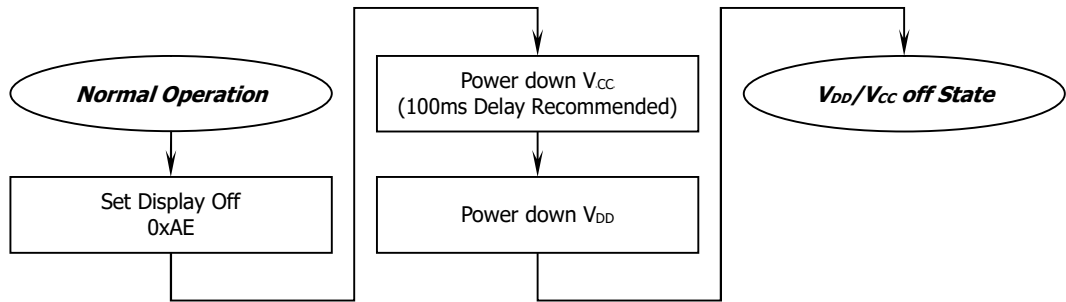 Normal Operation
Set Display Off
0xAE
Power down VCC
(100ms Delay Recommended)
Power down VDD
VDD/VCC off State